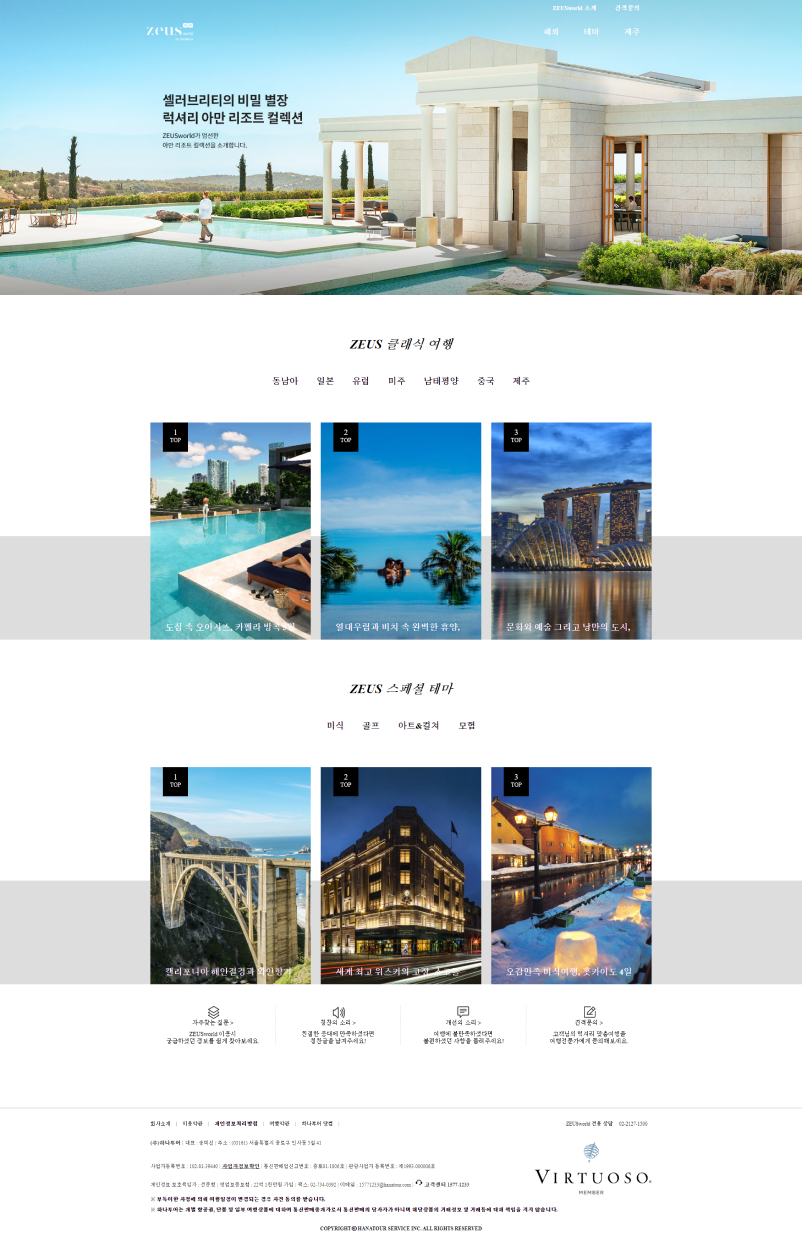 ZEUSworld 소개 견적문의
zeus
world
해외 테마 제주
셀러브리티의 비밀 별장
럭셔리 아만 리조트 컬렉션
ZEUSworld가 엄선한
아만 리조트 컬렉션을 소개합니다.
ZEUS 클래식 여행
동남아 일본 유럽 미주 남태평양 중국 제주
1
TOP
2
TOP
3
TOP
도심 속 오아시스, 카펠라 방콕 5일
열대우림과 비치 속 완벽한 휴양,
문화와 예술 그리고 낭만의 도시,
ZEUS 스페셜 테마
미식 골프 아트&컬쳐 모험
1
TOP
2
TOP
3
TOP
캘리포니아 해안절경과 와인향기
세계 최고 위스키의 고장,
오감만족 미식여행, 홋카이도 4일
자주찾는 질문 >
ZEUSworld 이용시
궁금하셨던 정보를 쉽게 찾아보세요.
칭찬의 소리 >
친절한 응대에 만족하셨다면
칭찬글을 남겨주세요!
개선의 소리 >
여행에 불만족하셨다면
불편하셨던 사항을 들려주세요!
견적문의 >
고객님의 럭셔리 맞춤여행을
여행전문가에게 문의해보세요.
회사소개 | 이용약관 | 개인정보처리방침 | 여행약관 | 하나투어 닷컴 |
ZEUSworld 전용 상담 02-2127-1500
(주)하나투어 | 대표 : 송미선 | 주소 : (03161) 서울특별시 종로구 인사동 5길 41
사업자등록번호 : 102-81-39440 | 사업자정보확인 | 통신판매업신고번호 : 종로01-1806호 | 관광사업자 등록번호 : 제1993-000006호
개인정보 보호책임자 : | 영업보증보험 : 22억 1천만원 가입 | 팩스: 02-734-0392 | 이메일 : 15771233@hanatour.com | 고객센터 1577-1233
※ 부득이한 사정에 의해 여행일정이 변경되는 경우 사전 동의를 받습니다.
※ 하나투어는 개별 항공권, 단품 및 일부 여행상품에 대하여 통신판매중개자로서 통신판매의 당사자가 아니며 해당상품의 거래정보 및 거래등에 대해 책임을 지지 않습니다.
VIRTUOSO.
MEMBER
COPYRIGHT ⓒ HANATOUR SERVICE INC. ALL RIGHTS RESERVED